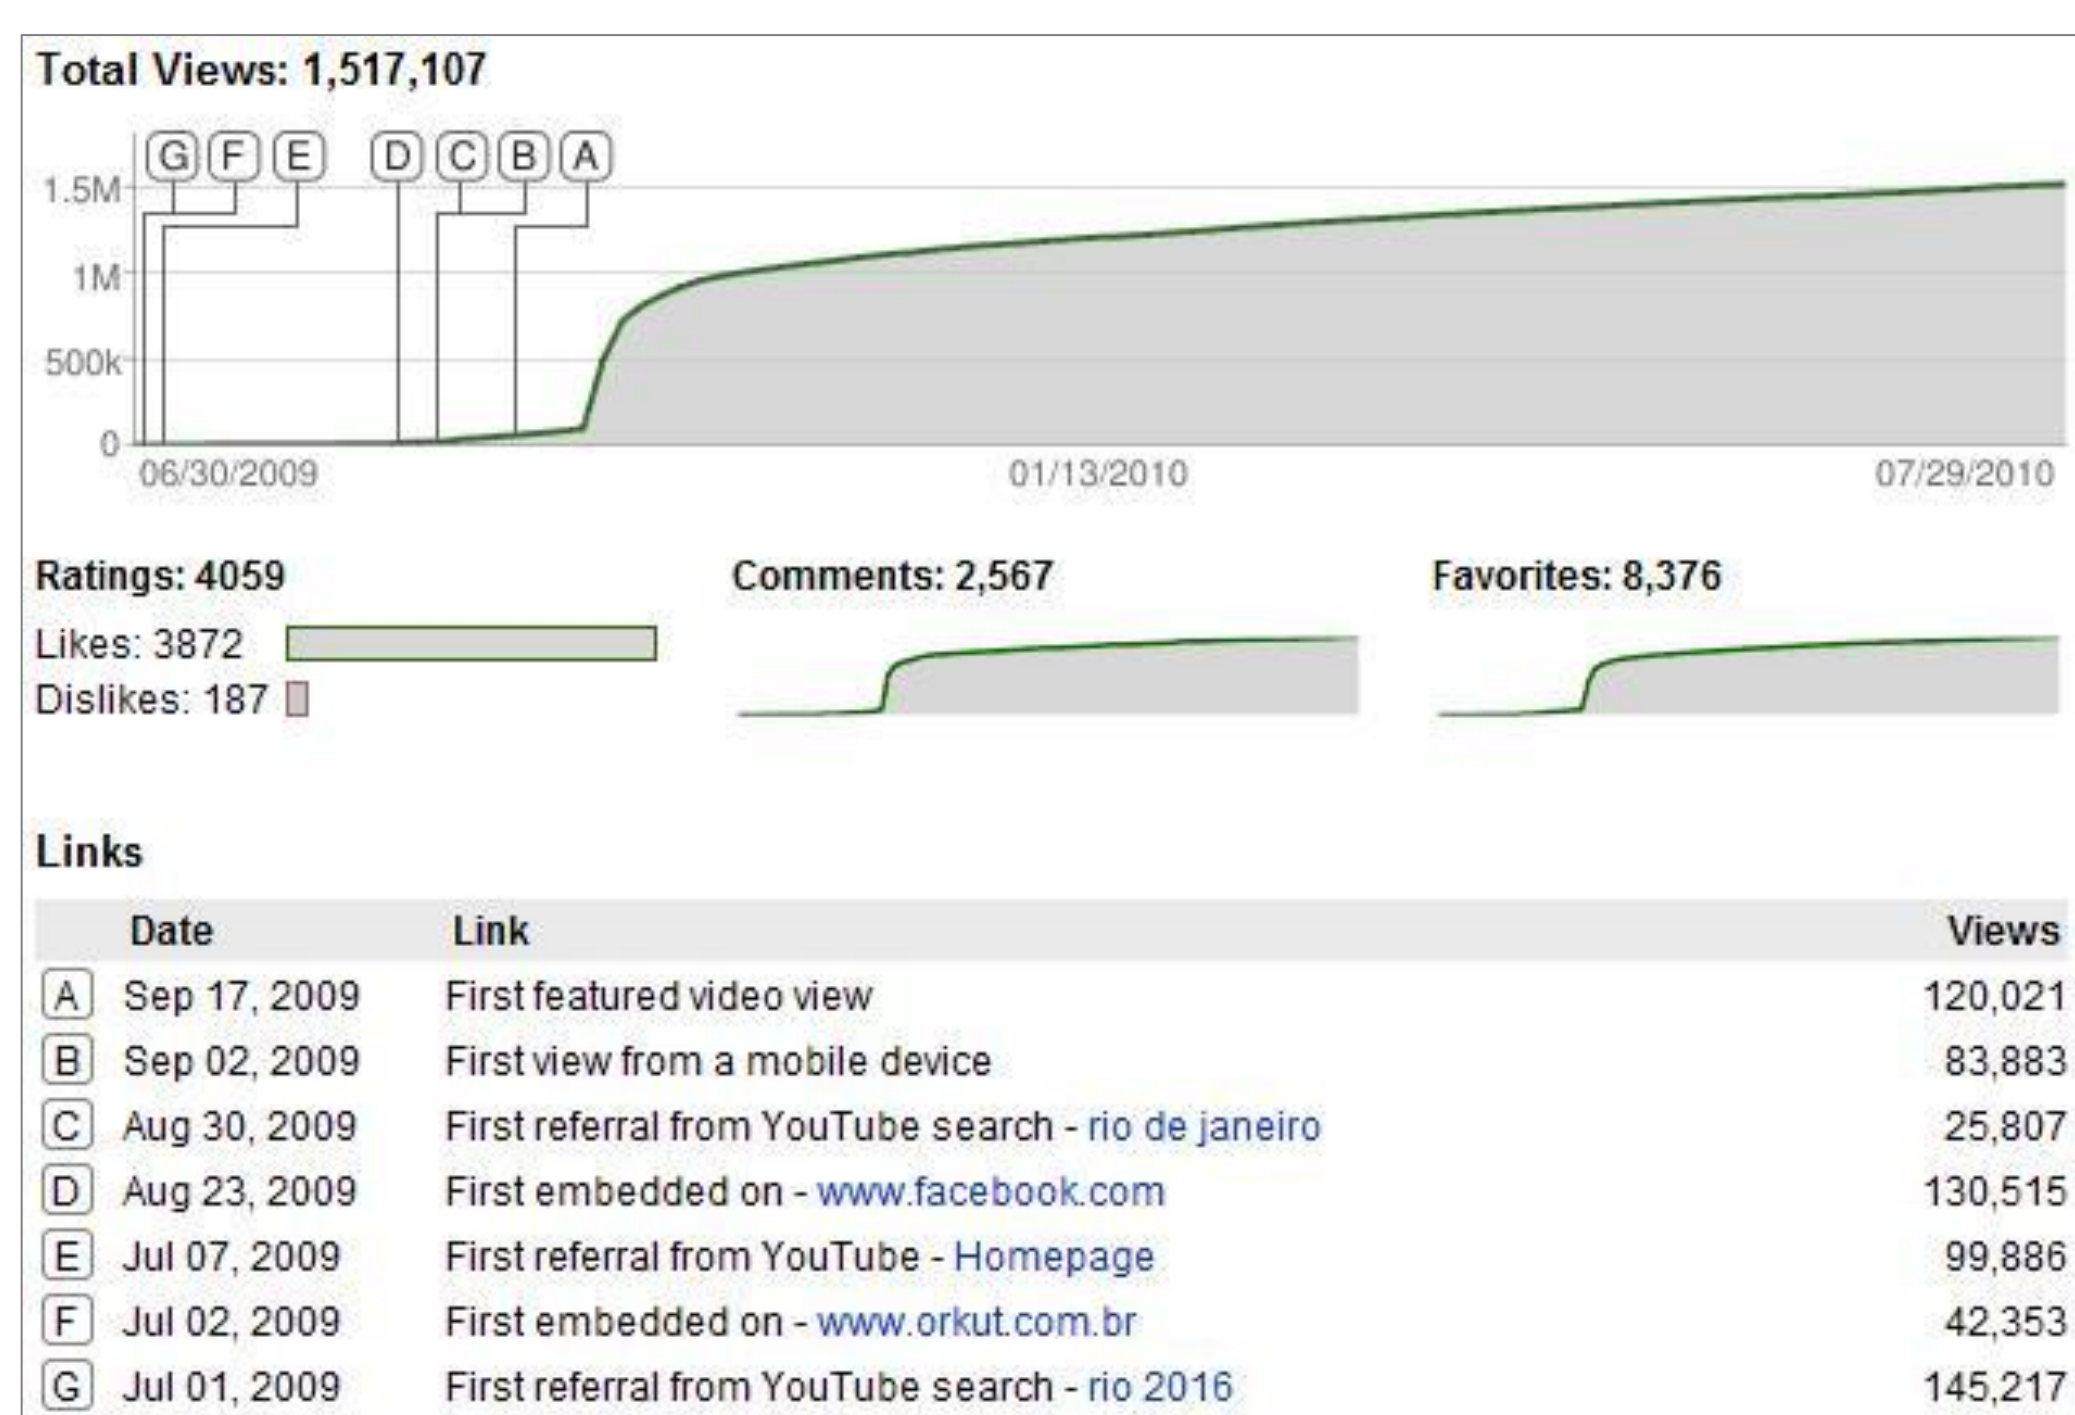 Total Views: 1,517,107
G F E D C B A
1.5M
1M
500k
0
06/30/2009 01/13/2010 07/29/2010
Ratings: 4059 Comments: 2,567 Favorites: 8,376
Likes: 3872
Dislikes: 187
Links
Date Link Views
A Sep 17, 2009 First featured video view 120,021
B Sep 02, 2009 First view from a mobile device 83,883
C Aug 30, 2009 First referral from YouTube search - rio de janeiro 25,807
D Aug 23, 2009 First embedded on - www.facebook.com 130,515
E Jul 07, 2009 First referral from YouTube - Homepage 99,886
F Jul 02, 2009 First embedded on - www.orkut.com.br 42,353
G Jul 01, 2009 First referral from YouTube search - rio 2016 145,217